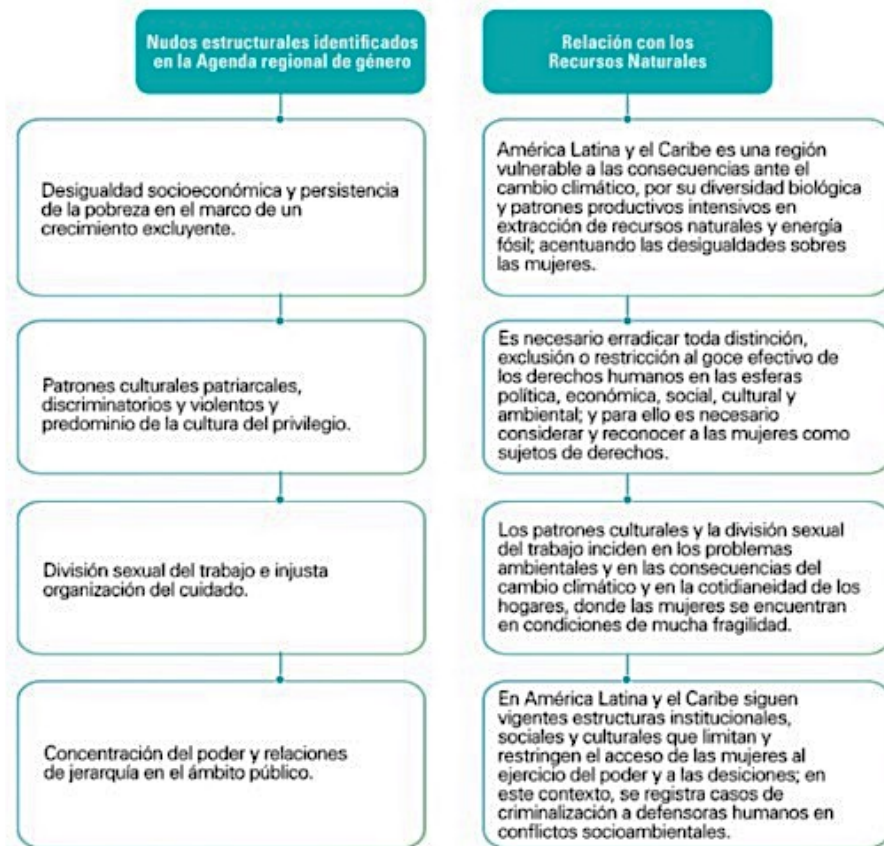 Nudos estructurales identificados
en la Agenda regional de género
Relación con los
Recursos Naturales
Desigualdad socioeconómica y persistencia
de la pobreza en el marco de un
crecimiento excluyente.
América Latina y el Caribe es una región
vulnerable a las consecuencias ante el
cambio climático, por su diversidad biológica
y patrones productivos intensivos en
extracción de recursos naturales y energía
fósil; acentuando las desigualdades sobres
las mujeres.
Patrones culturales patriarcales,
discriminatorios y violentos y
predominio de la cultura del privilegio.
Es necesario erradicar toda distinción,
exclusión o restricción al goce efectivo de
los derechos humanos en las esferas
política, económica, social, cultural y
ambiental; y para ello es necesario
considerar y reconocer a las mujeres como
sujetos de derechos.
División sexual del trabajo e injusta
organización del cuidado.
Los patrones culturales y la división sexual
del trabajo inciden en los problemas
ambientales y en las consecuencias del
cambio climático y en la cotidianeidad de los
hogares, donde las mujeres se encuentran
en condiciones de mucha fragilidad.
Concentración del poder y relaciones
de jerarquía en el ámbito público.
En América Latina y el Caribe siguen
vigentes estructuras institucionales,
sociales y culturales que limitan y
restringen el acceso de las mujeres al
ejercicio del poder y a las desiciones; en
este contexto, se registra casos de
criminalización a defensoras humanos en
conflictos socioambientales.